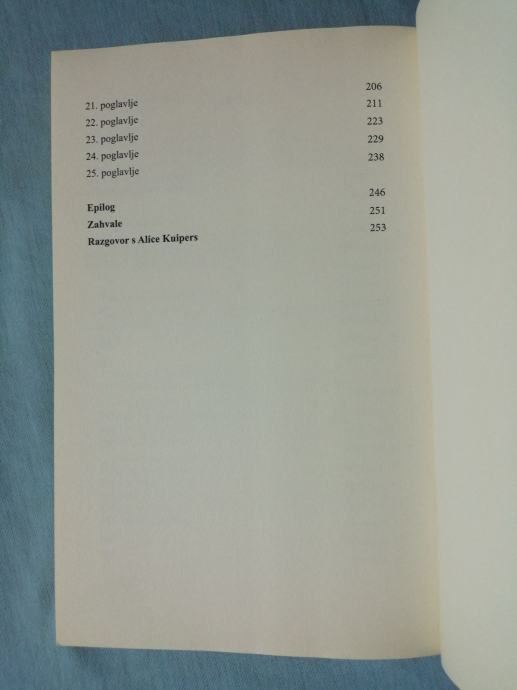 21. poglavlje 206
22. poglavlje 211
23. poglavlje 223
24. poglavlje 229
25. poglavlje 238
Epilog 246
Zahvale 251
Razgovor s Alice Kuipers 253